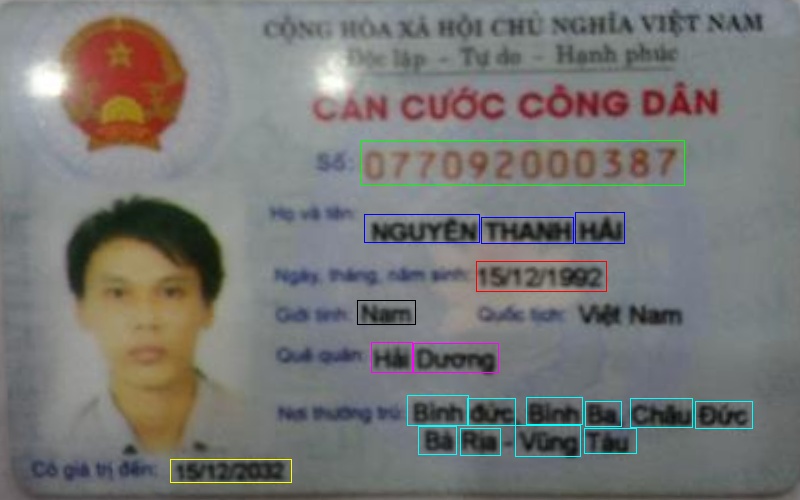 CỘNG HÒA XÃ HỘI CHỦ NGHĨA VIỆT NAM
Độc lập - Tự do - Hạnh phúc
CĂN CƯỚC CÔNG DÂN
Số: 077092000387
Họ và tên: NGUYỄN THANH HẢI
Ngày, tháng, năm sinh: 15/12/1992
Giới tính: Nam Quốc tịch: Việt Nam
Quê quán: Hải Dương
Nơi thường trú: Bình đức, Bình Ba, Châu Đức
Bà Rịa - Vũng Tàu
Có giá trị đến: 15/12/2032